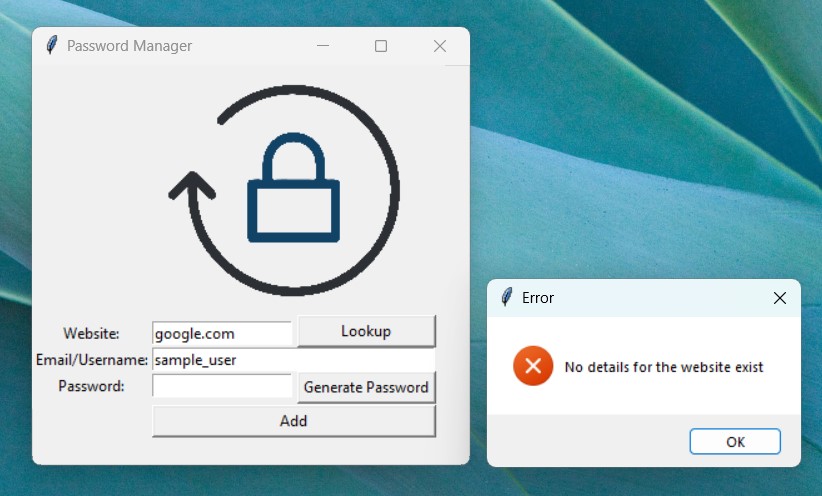 Password Manager
Website:
google.com
Lookup
Email/Username:
sample_user
Password:
Generate Password
Add
Error
No details for the website exist
OK